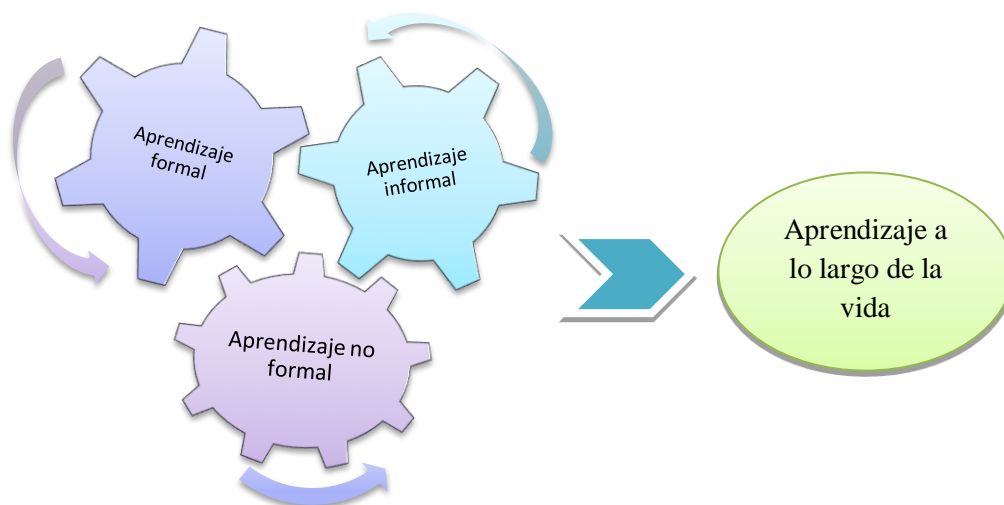 Aprendizaje
formal
Aprendizaje
informal
Aprendizaje no
formal
Aprendizaje a
lo largo de la
vida